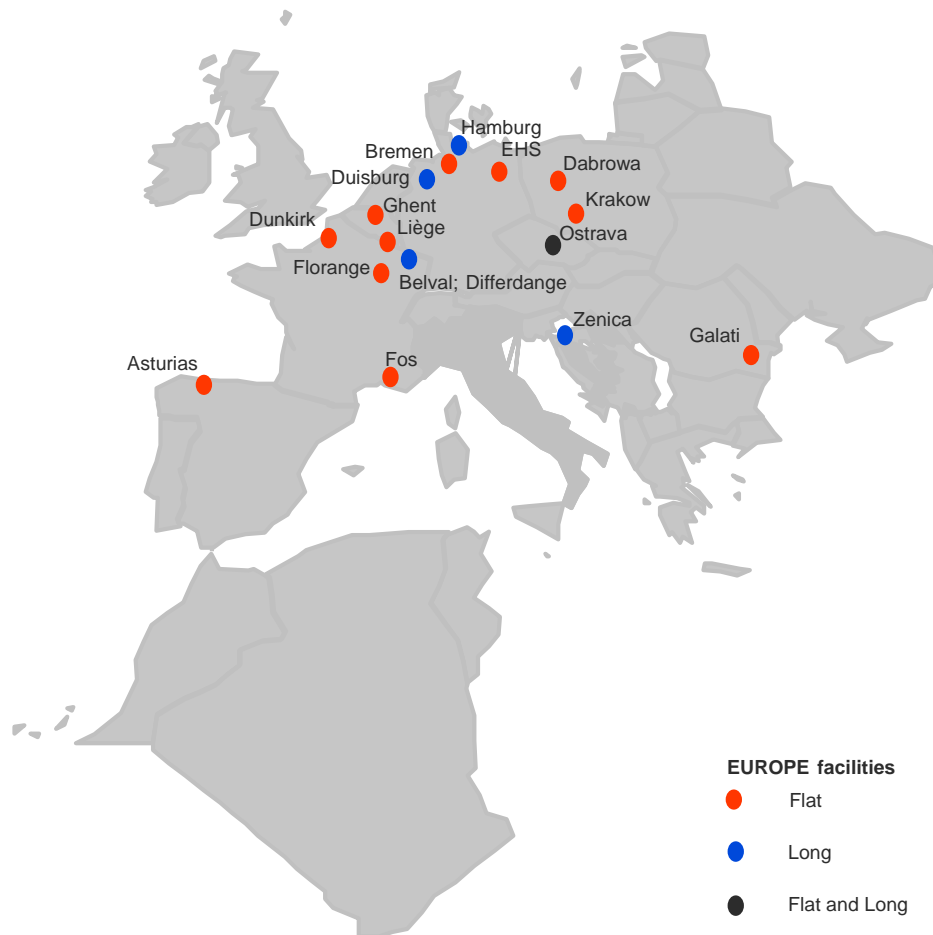 Hamburg
Bremen
EHS
Duisburg
Dabrowa
Ghent
Krakow
Dunkirk
Liège
Ostrava
Florange
Belval; Differdange
Zenica
Galati
Asturias
Fos
EUROPE facilities
Flat
Long
Flat and Long